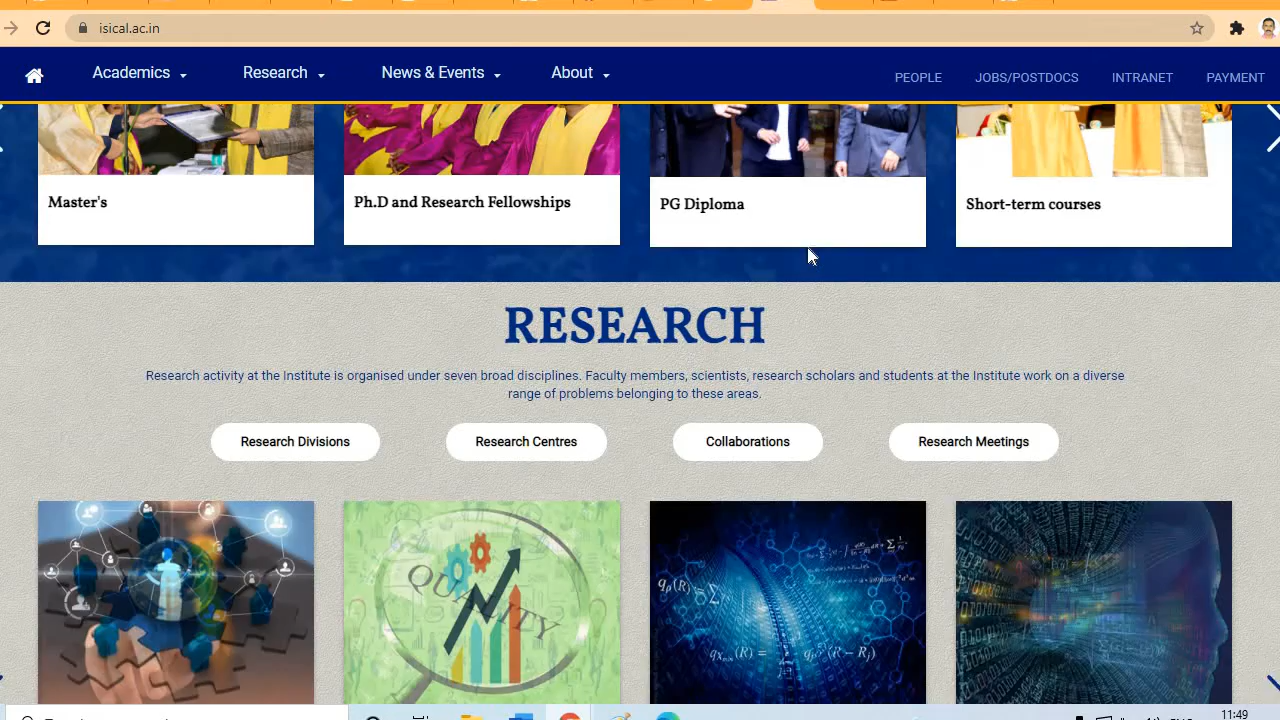 isical.ac.in
Academics
Research
News & Events
About
PEOPLE
JOBS/POSTDOCS
INTRANET
PAYMENT
Master's
Ph.D and Research Fellowships
PG Diploma
Short-term courses
RESEARCH
Research activity at the Institute is organised under seven broad disciplines. Faculty members, scientists, research scholars and students at the Institute work on a diverse
range of problems belonging to these areas.
Research Divisions
Research Centres
Collaborations
Research Meetings
QUALITY
11:49